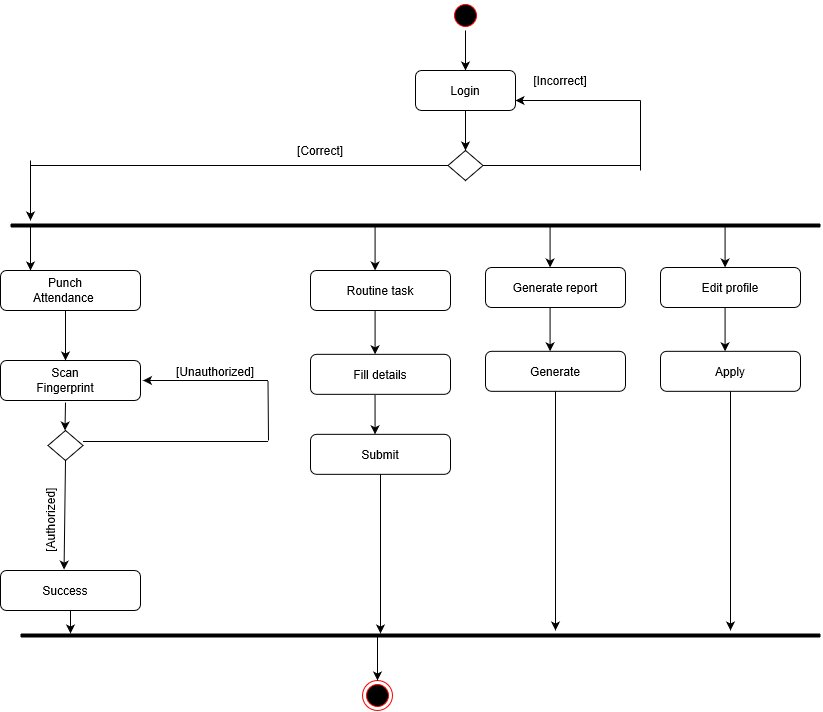 Login
[Incorrect]
[Correct]
Punch
Attendance
Routine task
Generate report
Edit profile
Scan
Fingerprint
[Unauthorized]
Fill details
Generate
Apply
Submit
[Authorized]
Success